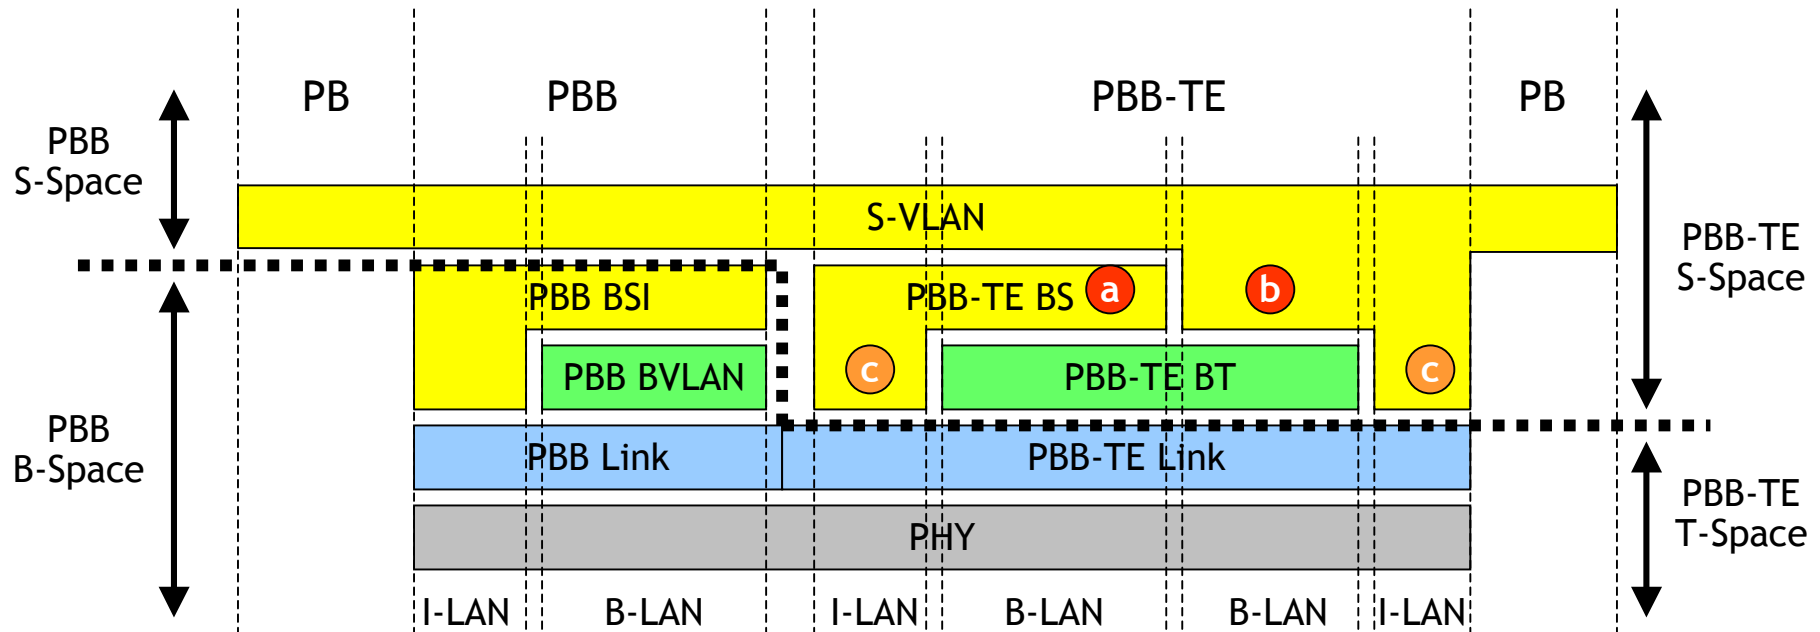 PB
PBB
PBB-TE
PB
PBB
S-Space
S-VLAN
PBB-TE
S-Space
PBB BSI
PBB-TE BS
a
b
PBB BVLAN
c
PBB-TE BT
c
PBB
B-Space
PBB Link
PBB-TE Link
PBB-TE
T-Space
PHY
I-LAN
B-LAN
I-LAN
B-LAN
B-LAN
I-LAN